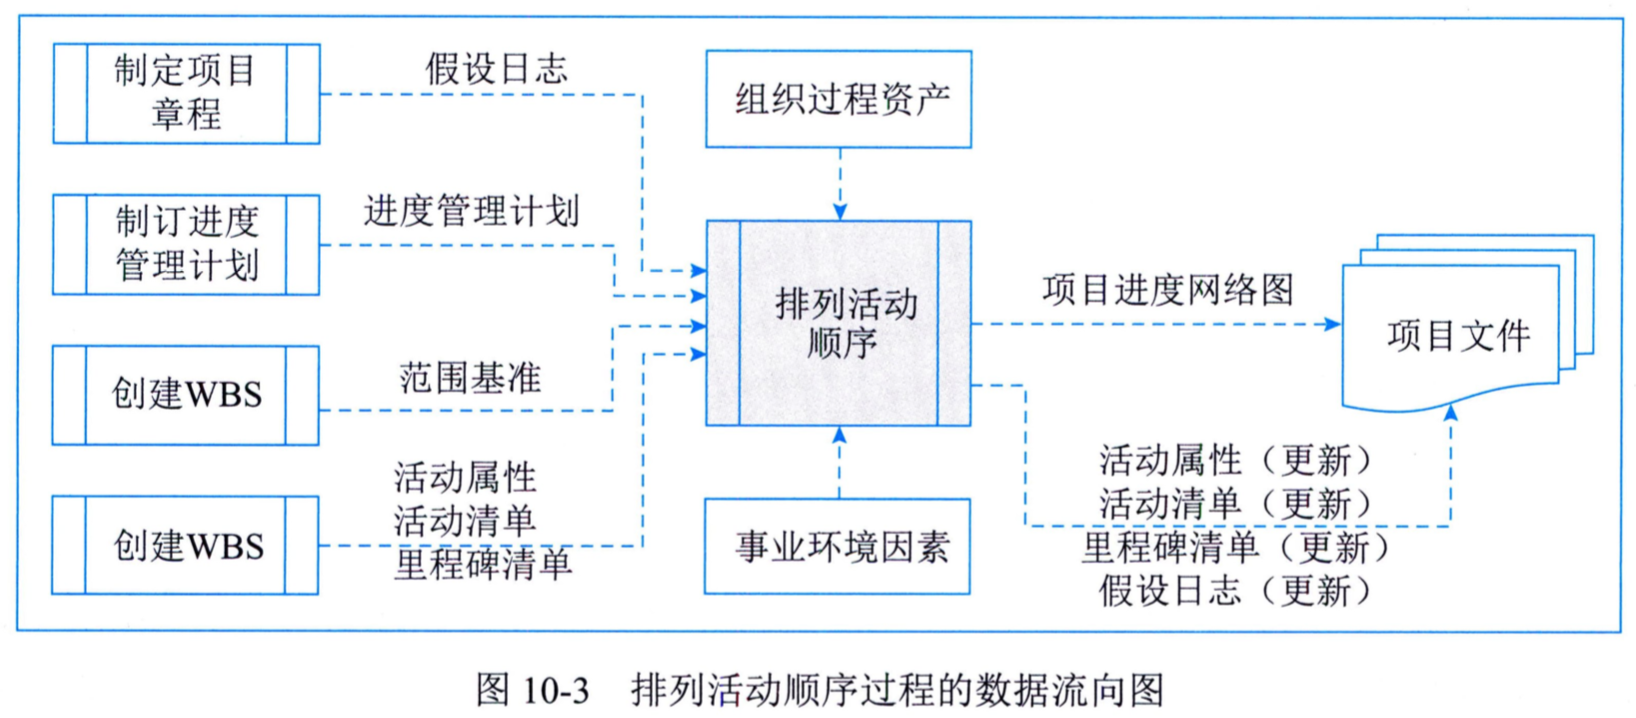 制定项目
章程
假设日志
组织过程资产
制订进度
管理计划
进度管理计划
排列活动
顺序
项目进度网络图
项目文件
创建WBS
范围基准
创建WBS
活动属性
活动清单
里程碑清单
事业环境因素
活动属性（更新）
活动清单（更新）
里程碑清单（更新）
假设日志（更新）
图 10-3 排列活动顺序过程的数据流向图